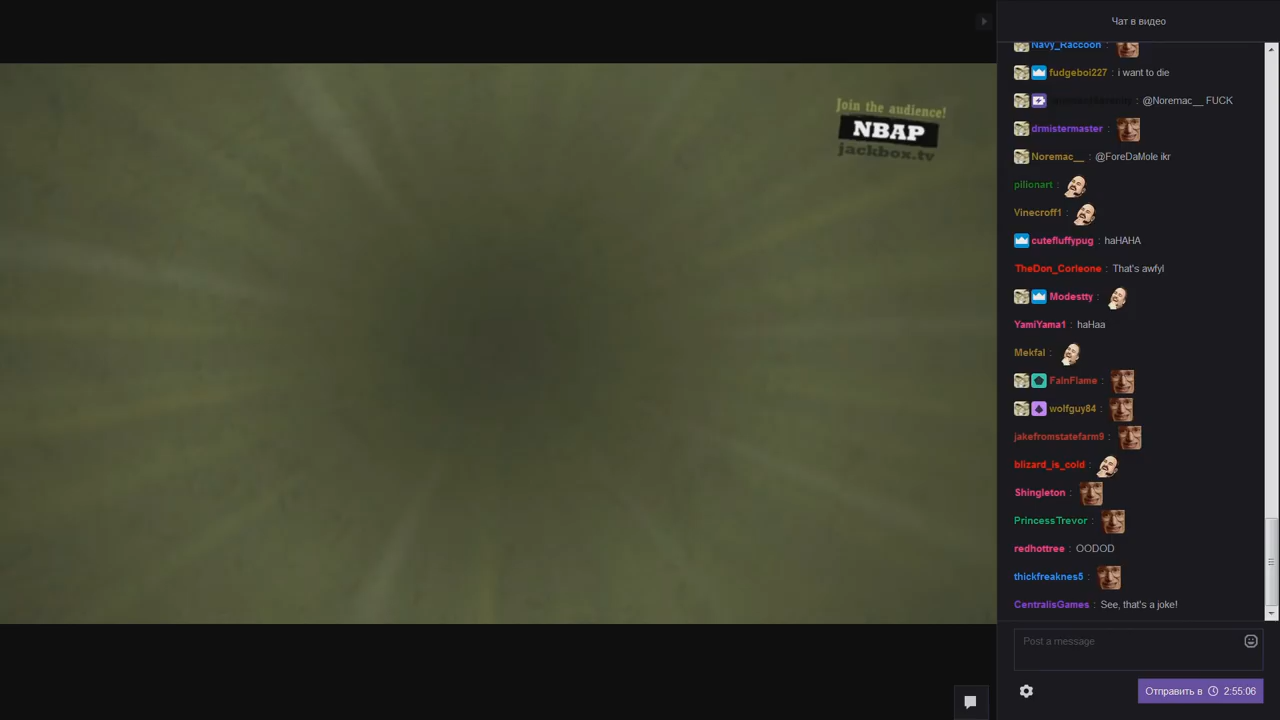 Чат в видео
Join the audience!
NBAP
jackbox.tv
Navy_Raccoon :
fudgeboi227 : i want to die
: @Noremac__ FUCK
drmistermaster :
Noremac__ : @ForeDaMole ikr
pilionart :
Vinecroff1 :
cutefluffypug : haHAHA
TheDon_Corleone : That's awfyl
Modestty :
YamiYama1 : haHaa
Mekfal :
FalnFlame :
wolfguy84 :
jakefromstatefarm9 :
blizard_is_cold :
Shingleton :
PrincessTrevor :
redhottree : OODOD
thickfreaknes5 :
CentralisGames : See, that's a joke!
Post a message
Отправить в 2:55:06